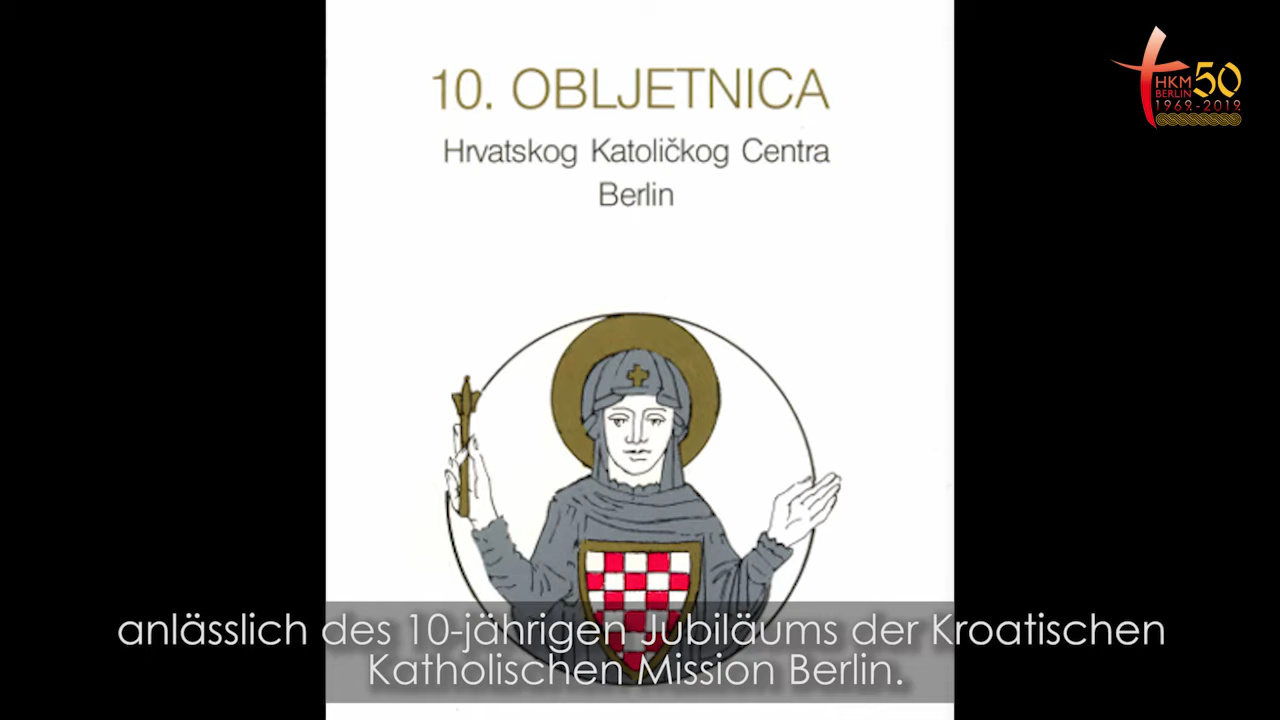 10. OBLJETNICA
Hrvatskog Katoličkog Centra
Berlin
HKM 50
BERLIN
1969-2019
anlässlich des 10-jährigen Jubiläums der Kroatischen
Katholischen Mission Berlin.